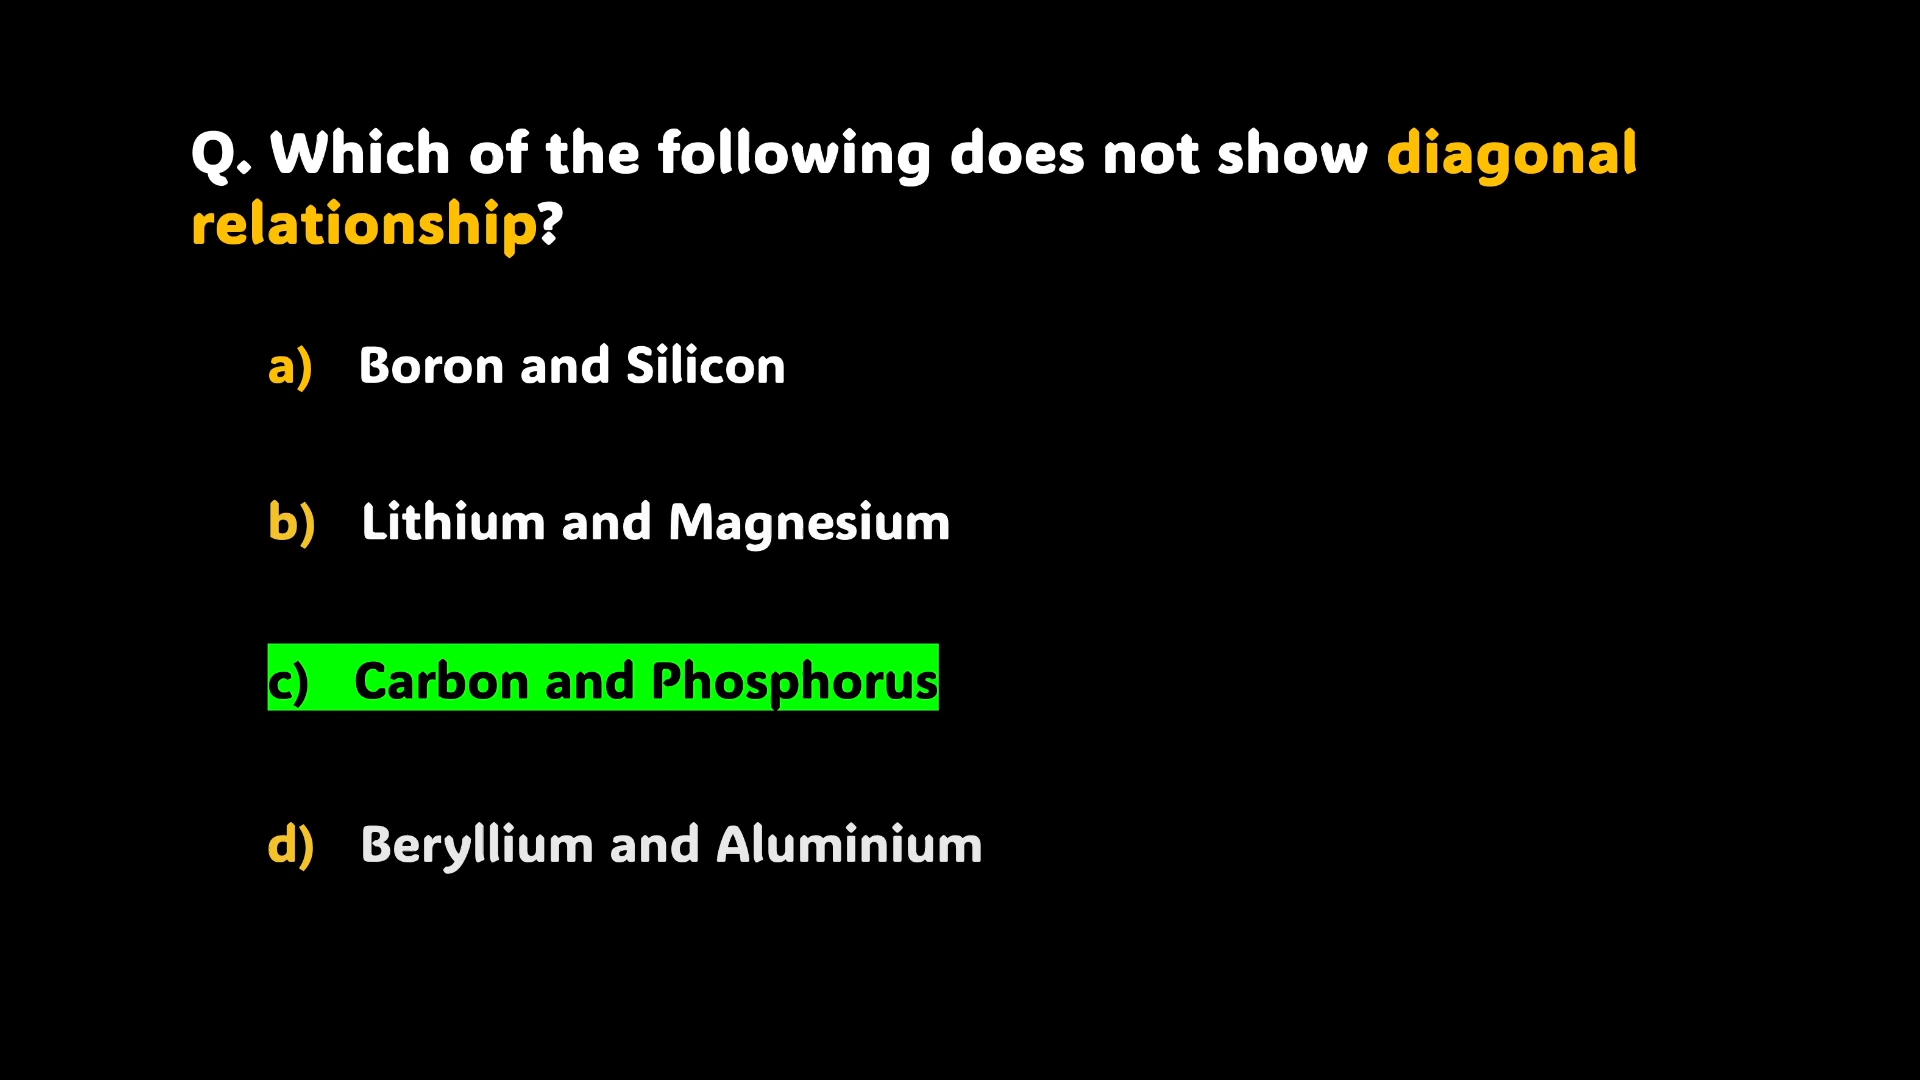 Q. Which of the following does not show diagonal
relationship?
a) Boron and Silicon
b) Lithium and Magnesium
c) Carbon and Phosphorus
d) Beryllium and Aluminium